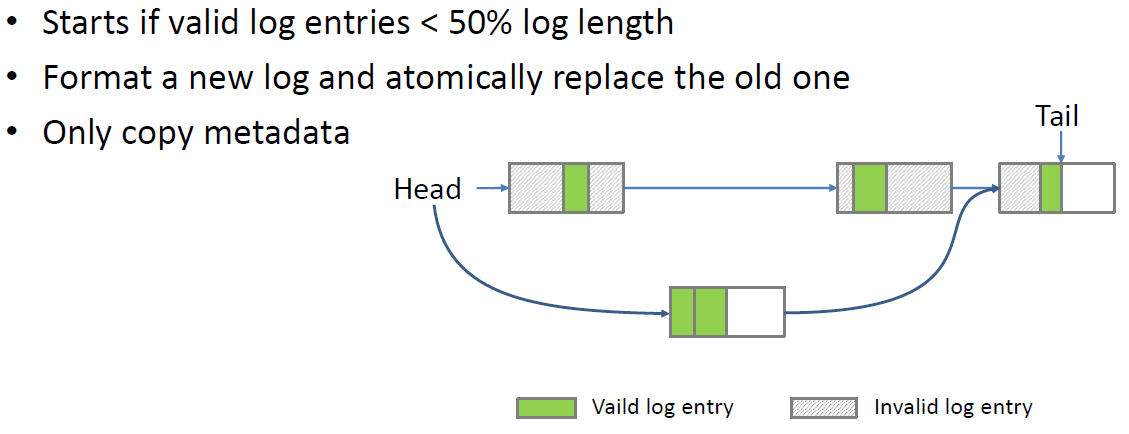 • Starts if valid log entries < 50% log length
• Format a new log and atomically replace the old one
• Only copy metadata
Tail
Head
Vaild log entry
Invalid log entry